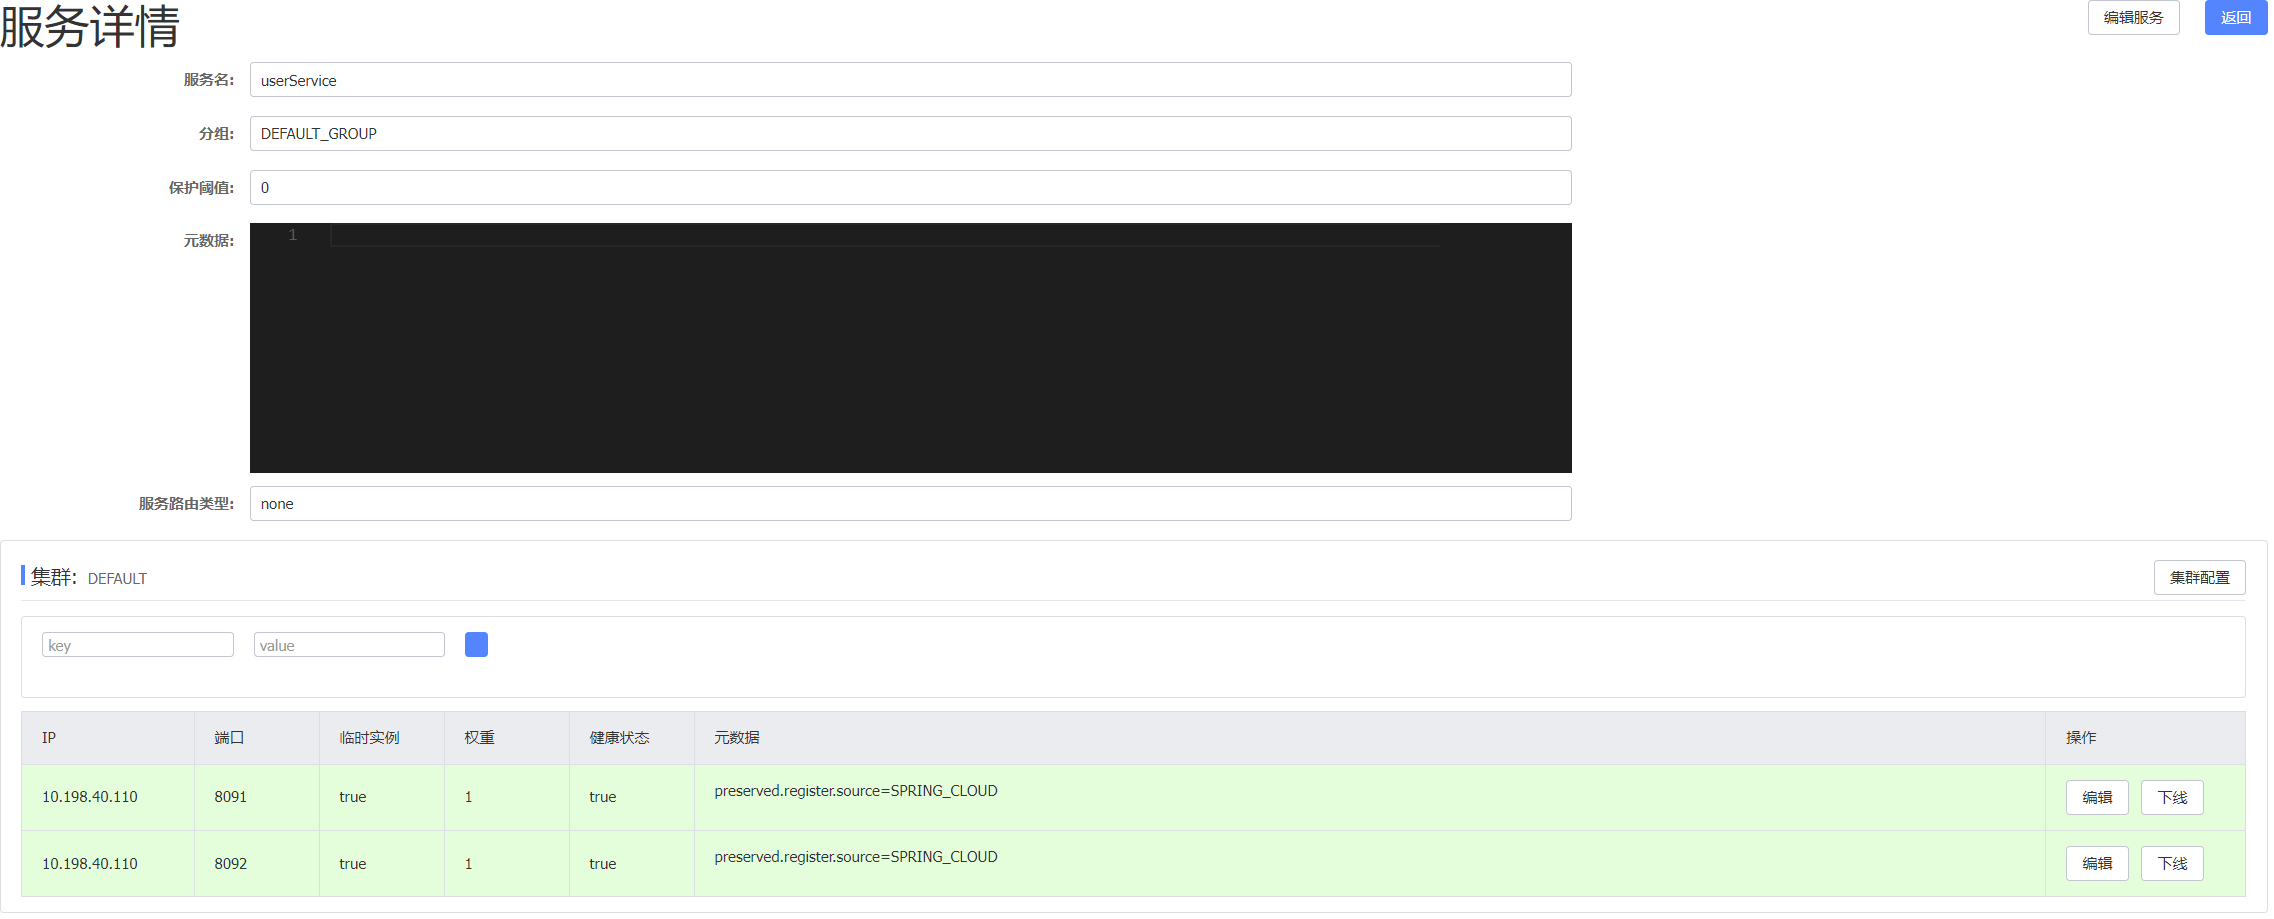 服务详情
编辑服务 返回
服务名: userService
分组: DEFAULT_GROUP
保护阈值: 0
元数据: 1
服务路由类型: none
集群: DEFAULT 集群配置
key value
IP 端口 临时实例 权重 健康状态 元数据 操作
10.198.40.110 8091 true 1 true preserved.register.source=SPRING_CLOUD 编辑 下线
10.198.40.110 8092 true 1 true preserved.register.source=SPRING_CLOUD 编辑 下线